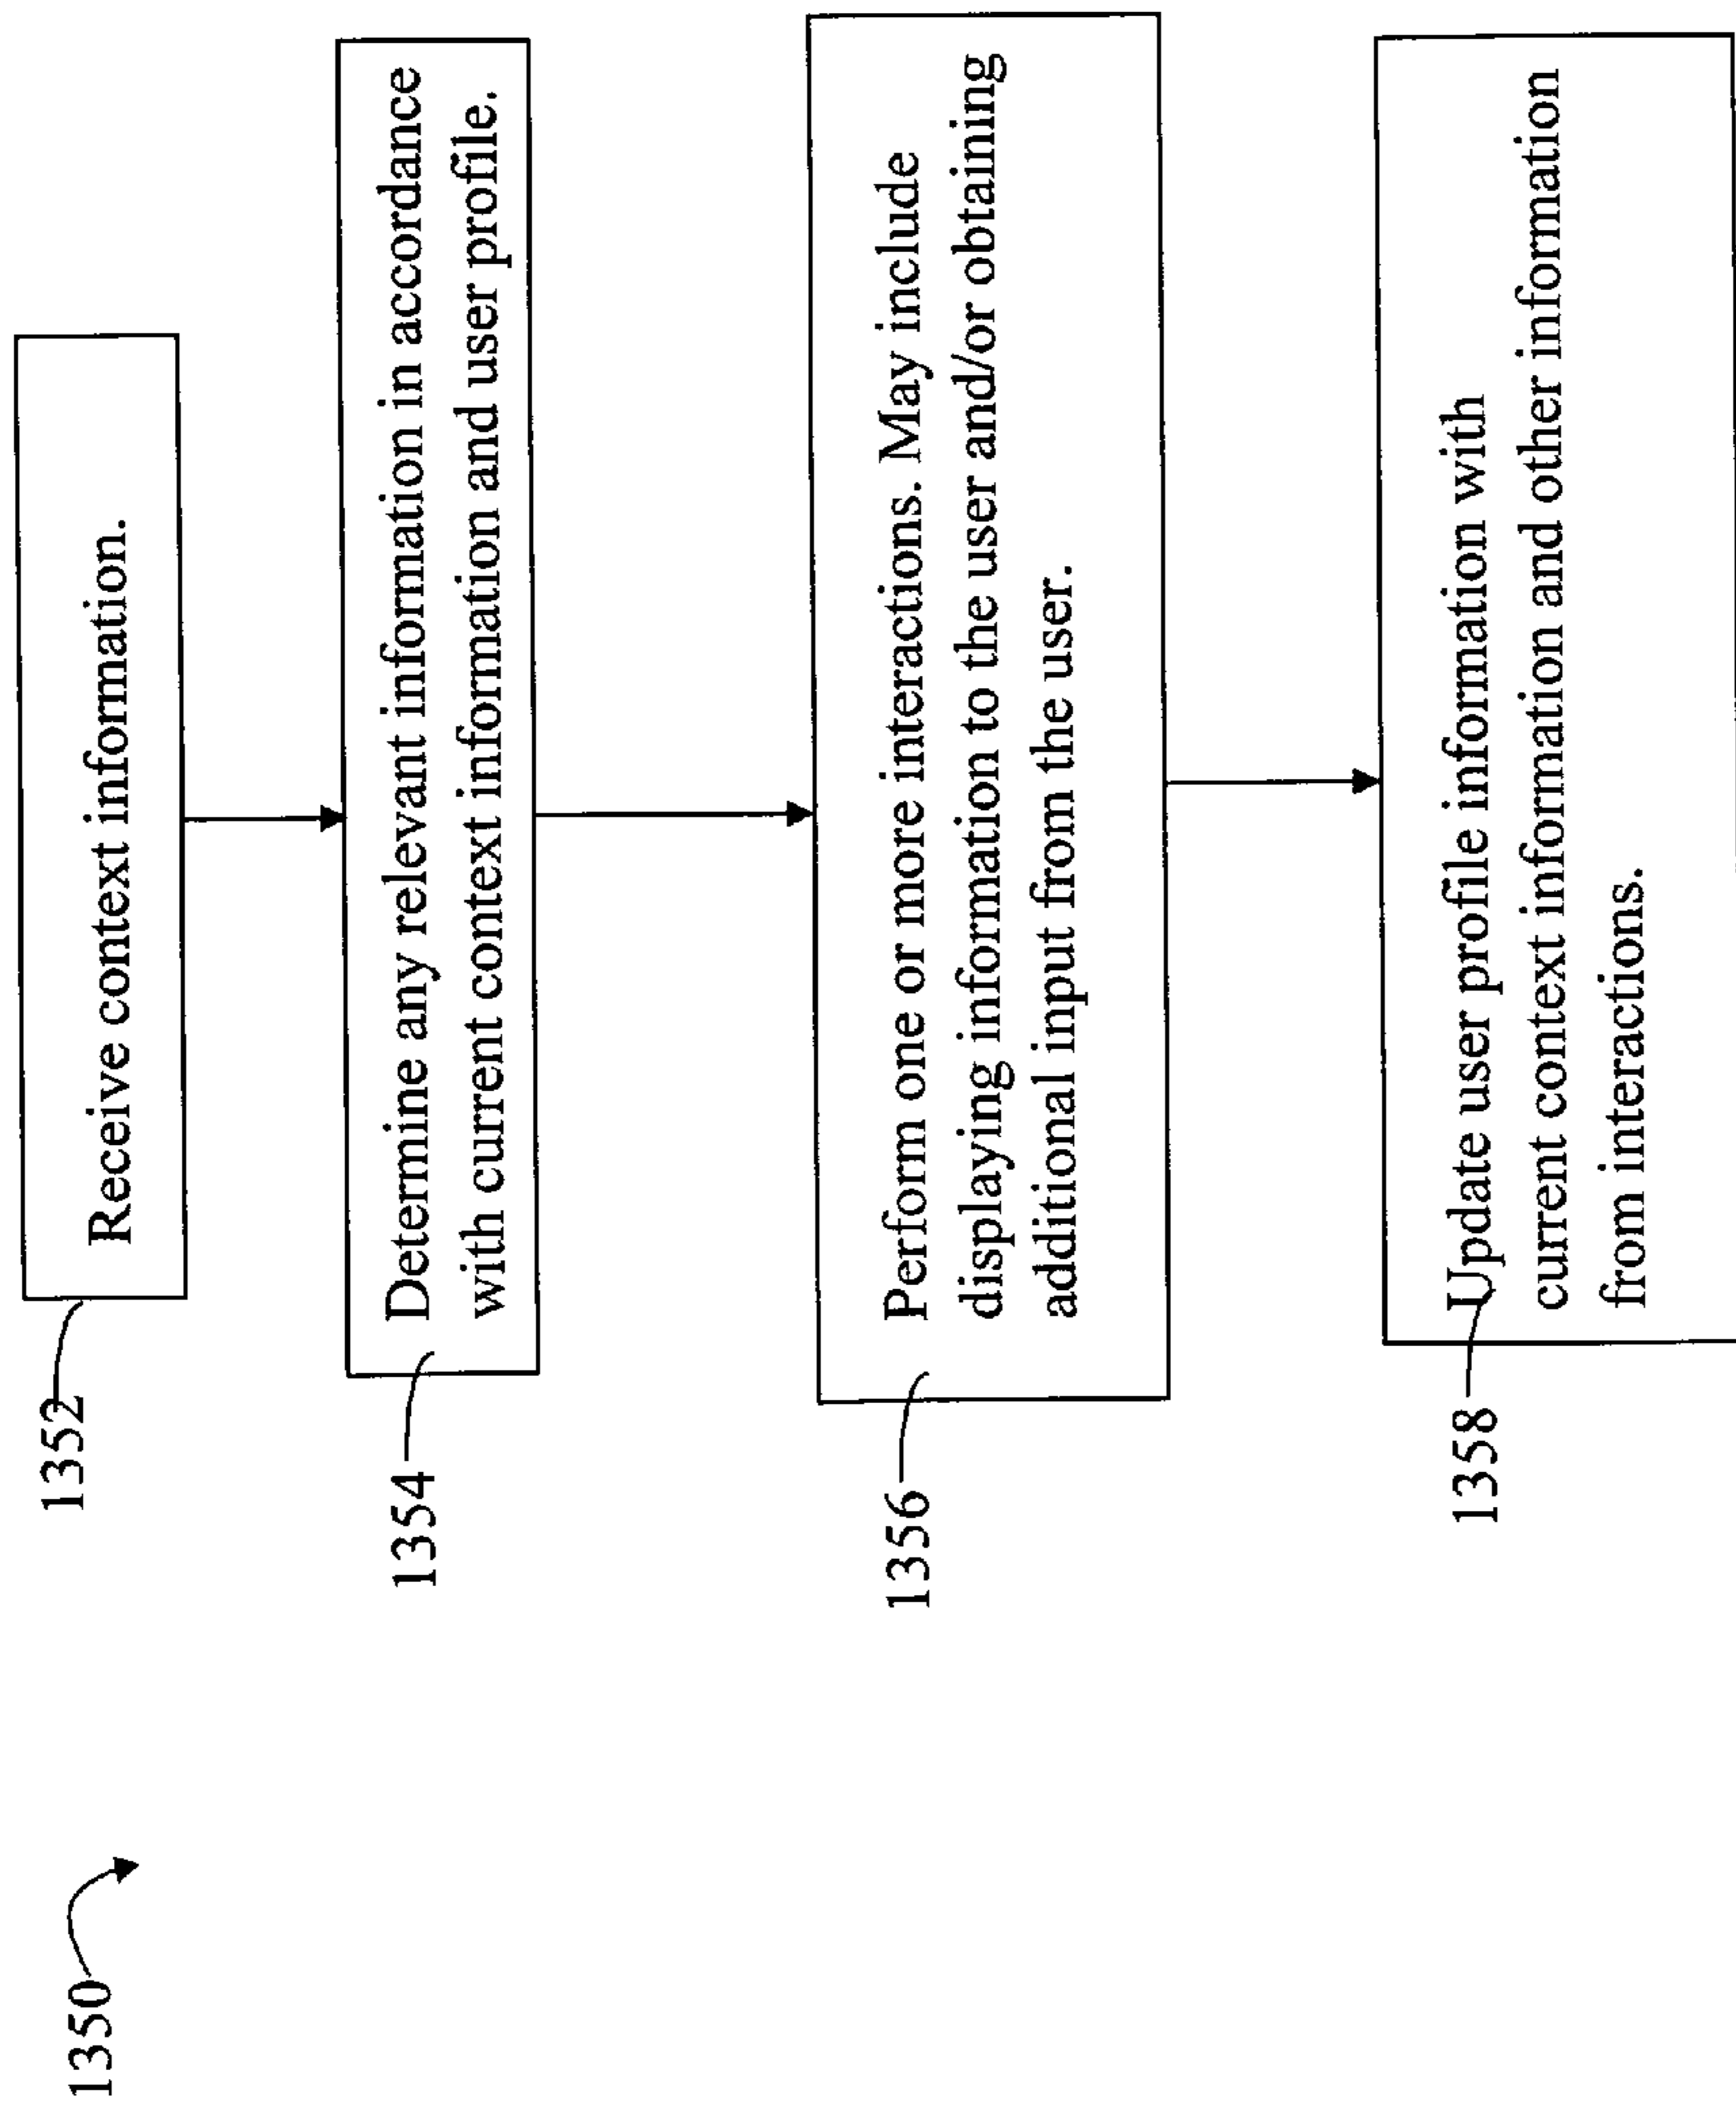 1350
1352
Receive context information.
1354
Determine any relevant information in accordance
with current context information and user profile.
1356
Perform one or more interactions. May include
displaying information to the user and/or obtaining
additional input from the user.
1358
Update user profile information with
current context information and other information
from interactions.